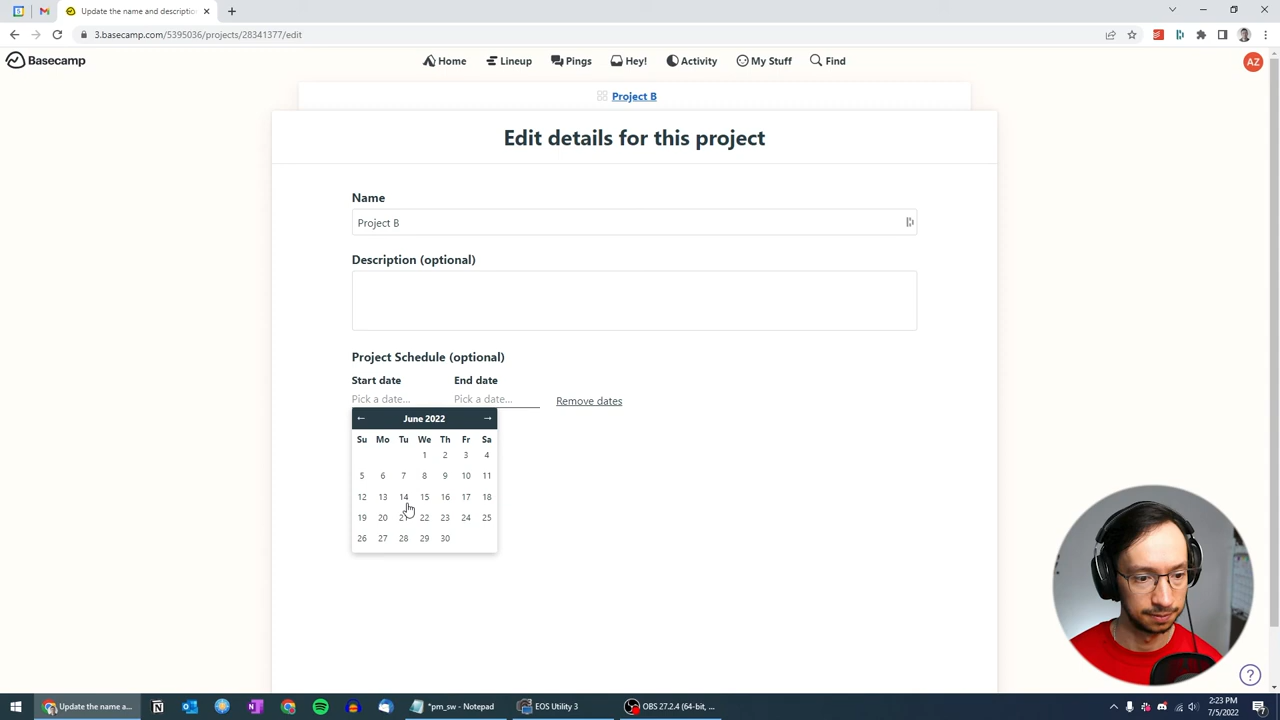 Update the name and description
3.basecamp.com/5395036/projects/28341377/edit
Basecamp
Home
Lineup
Pings
Hey!
Activity
My Stuff
Find
AZ
Project B
Edit details for this project
Name
Project B
Description (optional)
Project Schedule (optional)
Start date
End date
Pick a date...
Pick a date...
Remove dates
← June 2022 →
Su Mo Tu We Th Fr Sa
1 2 3 4
5 6 7 8 9 10 11
12 13 14 15 16 17 18
19 20 21 22 23 24 25
26 27 28 29 30
?
Update the name a...
*pm_sw - Notepad
EOS Utility 3
OBS 27.2.4 (64-bit, ...
2:23 PM
7/5/2022